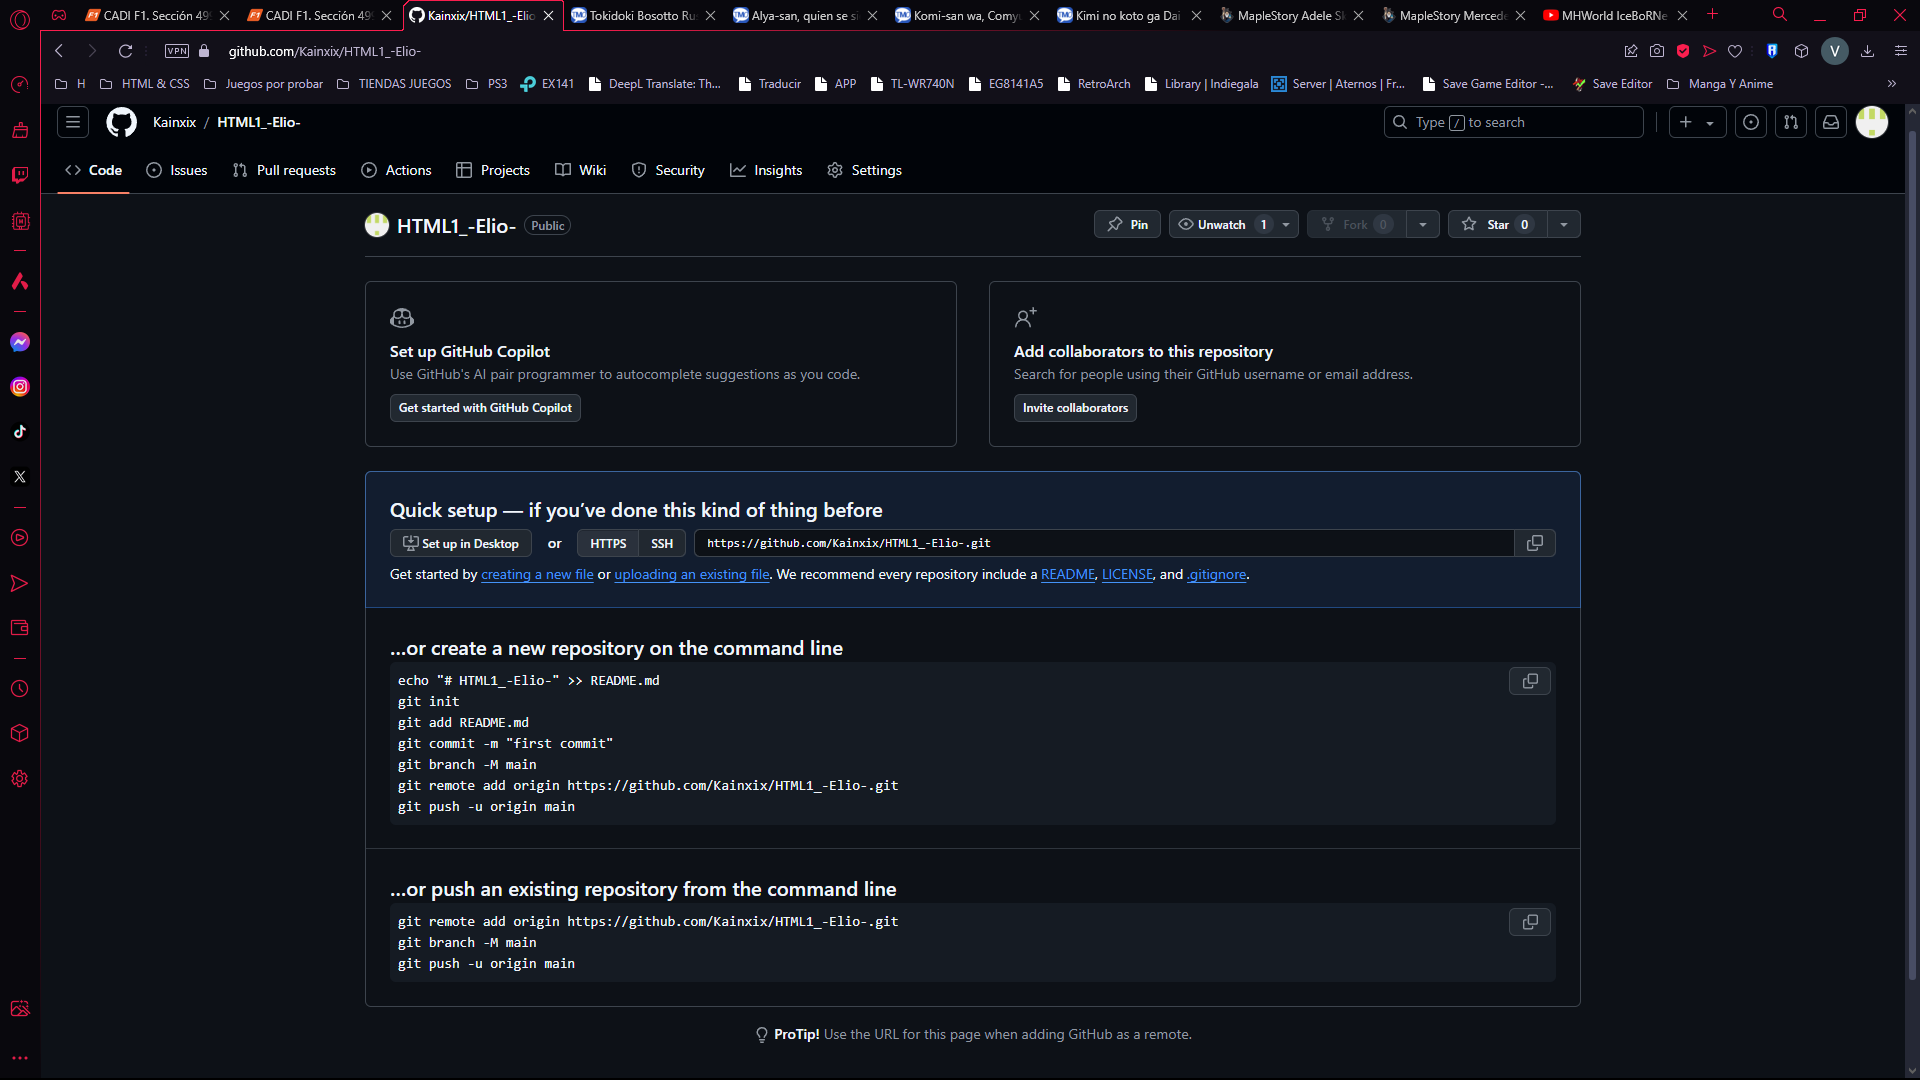 CADI F1. Sección 49
CADI F1. Sección 49
Kainxix/HTML1_-Elio
Tokidoki Bosotto Ru
Alya-san, quien se si
Komi-san wa, Comyu
Kimi no koto ga Dai
MapleStory Adele Sk
MapleStory Mercede
MHWorld IceBoRNe
VPN
github.com/Kainxix/HTML1_-Elio-
V
H
HTML & CSS
Juegos por probar
TIENDAS JUEGOS
PS3
EX141
DeepL Translate: Th...
Traducir
APP
TL-WR740N
EG8141A5
RetroArch
Library | Indiegala
Server | Aternos | Fr...
Save Game Editor -...
Save Editor
Manga Y Anime
»
Kainxix / HTML1_-Elio-
Type / to search
Code
Issues
Pull requests
Actions
Projects
Wiki
Security
Insights
Settings
HTML1_-Elio- Public
Pin
Unwatch 1
Fork 0
Star 0
Set up GitHub Copilot
Use GitHub's AI pair programmer to autocomplete suggestions as you code.
Get started with GitHub Copilot
Add collaborators to this repository
Search for people using their GitHub username or email address.
Invite collaborators
Quick setup — if you've done this kind of thing before
Set up in Desktop or HTTPS SSH https://github.com/Kainxix/HTML1_-Elio-.git
Get started by creating a new file or uploading an existing file. We recommend every repository include a README, LICENSE, and .gitignore.
...or create a new repository on the command line
echo "# HTML1_-Elio-" >> README.md
git init
git add README.md
git commit -m "first commit"
git branch -M main
git remote add origin https://github.com/Kainxix/HTML1_-Elio-.git
git push -u origin main
...or push an existing repository from the command line
git remote add origin https://github.com/Kainxix/HTML1_-Elio-.git
git branch -M main
git push -u origin main
ProTip! Use the URL for this page when adding GitHub as a remote.